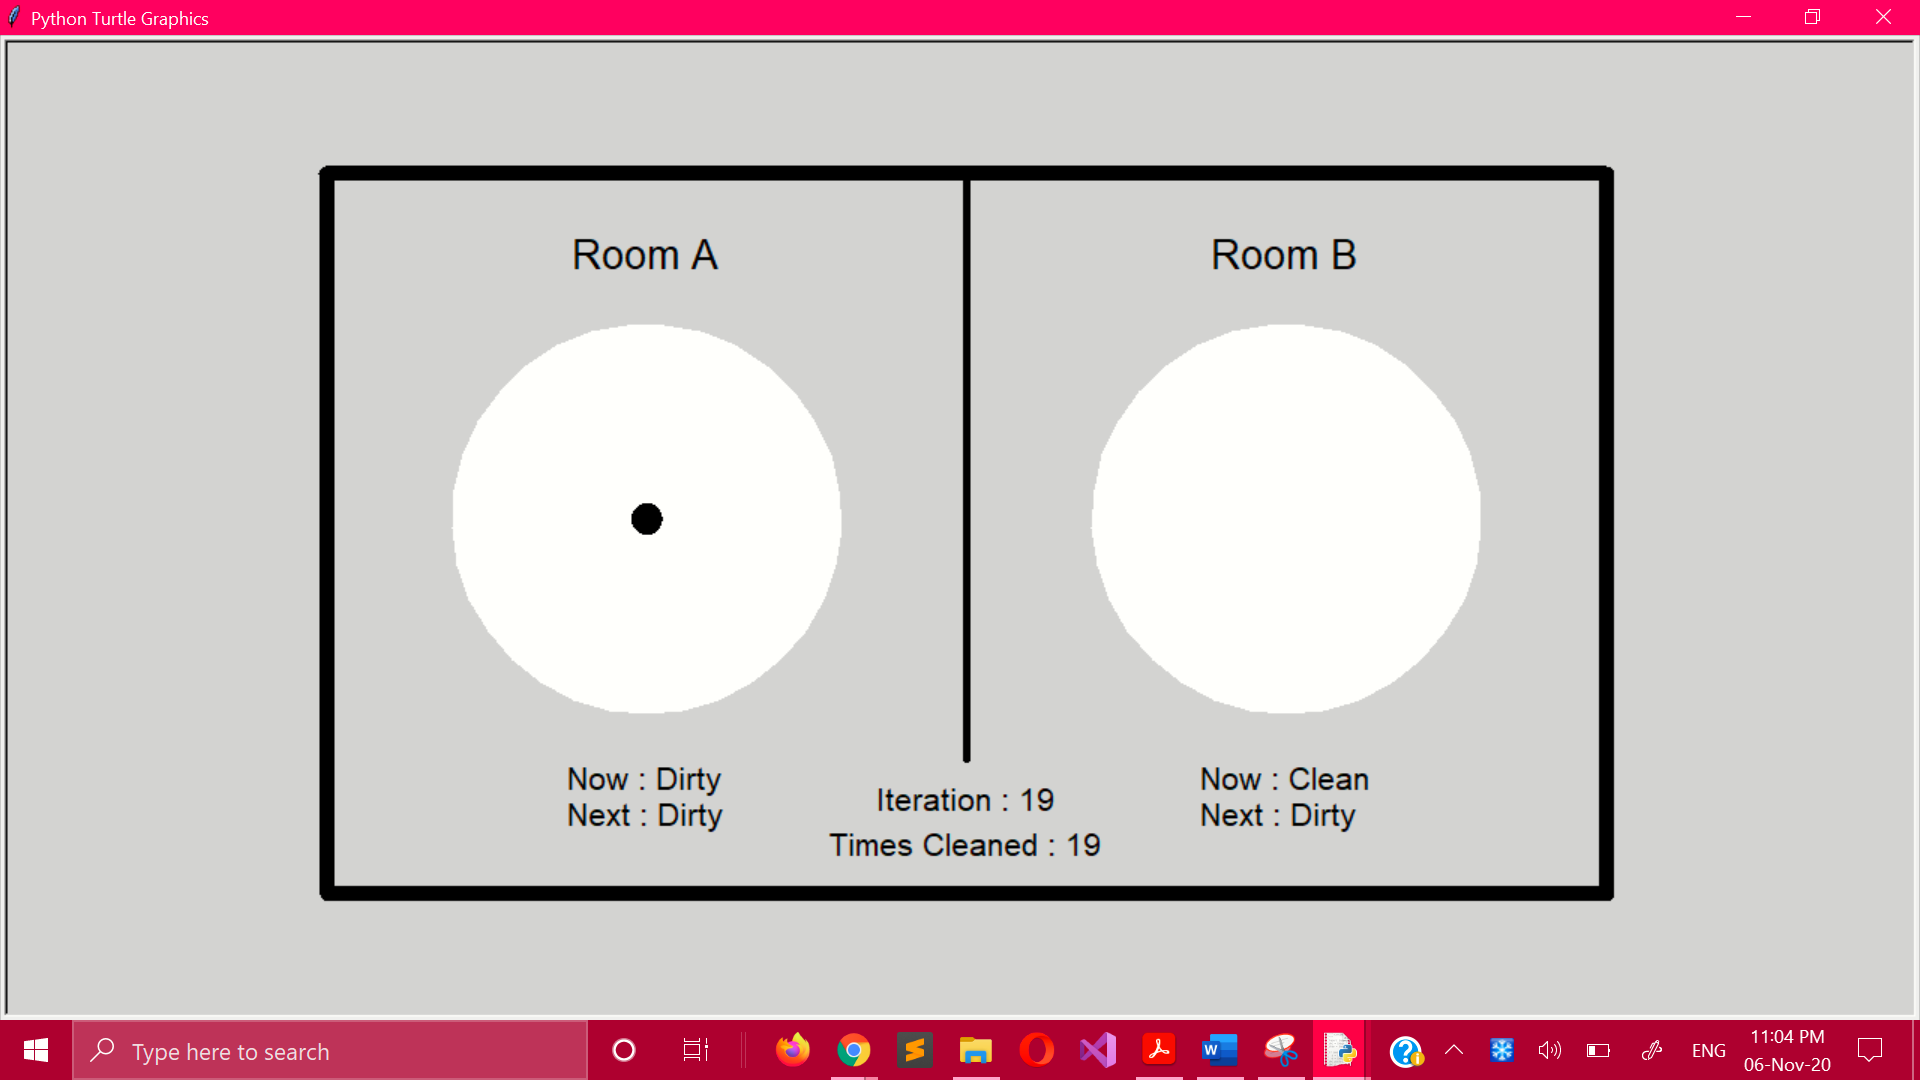 Python Turtle Graphics
Room A
Room B
Now : Dirty
Next : Dirty
Iteration : 19
Times Cleaned : 19
Now : Clean
Next : Dirty
Type here to search
ENG
11:04 PM
06-Nov-20